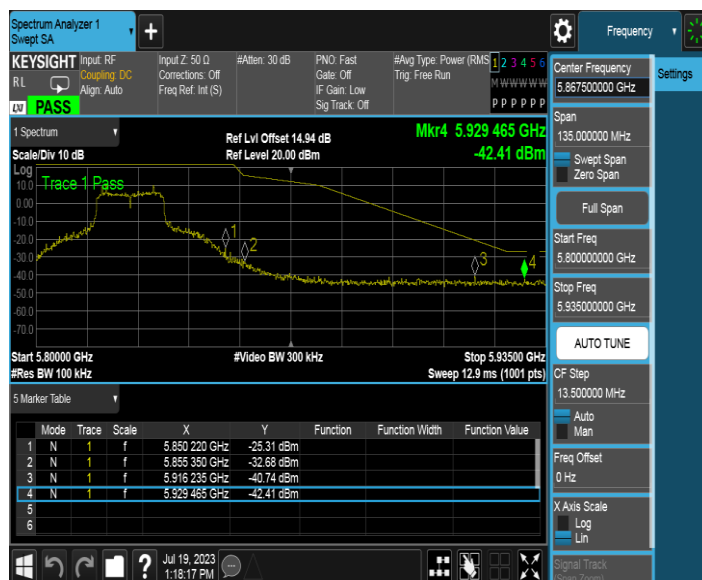 Spectrum Analyzer 1
Swept SA
Frequency
KEYSIGHT
RL
PASS
Input: RF
Coupling: DC
Align: Auto
Input Z: 50 Ω
Corrections: Off
Freq Ref: Int (S)
#Atten: 30 dB
PNO: Fast
Gate: Off
IF Gain: Low
Sig Track: Off
#Avg Type: Power (RMS
Trig: Free Run
1 2 3 4 5 6
M W W W W W
P P P P P P
1 Spectrum
Scale/Div 10 dB
Ref Lvl Offset 14.94 dB
Ref Level 20.00 dBm
Mkr4 5.929 465 GHz
-42.41 dBm
Log
Trace 1 Pass
10.0
0.00
-10.0
-20.0
-30.0
-40.0
-50.0
-60.0
-70.0
1
2
3
4
Start 5.80000 GHz
#Res BW 100 kHz
#Video BW 300 kHz
Stop 5.93500 GHz
Sweep 12.9 ms (1001 pts)
5 Marker Table
Mode Trace Scale X Y Function Function Width Function Value
1 N 1 f 5.850 220 GHz -25.31 dBm
2 N 1 f 5.855 350 GHz -32.68 dBm
3 N 1 f 5.916 235 GHz -40.74 dBm
4 N 1 f 5.929 465 GHz -42.41 dBm
5
6
Jul 19, 2023
1:18:17 PM
Center Frequency
5.867500000 GHz
Settings
Span
135.000000 MHz
Swept Span
Zero Span
Full Span
Start Freq
5.800000000 GHz
Stop Freq
5.935000000 GHz
AUTO TUNE
CF Step
13.500000 MHz
Auto
Man
Freq Offset
0 Hz
X Axis Scale
Log
Lin
Signal Track
(Span Zoom)